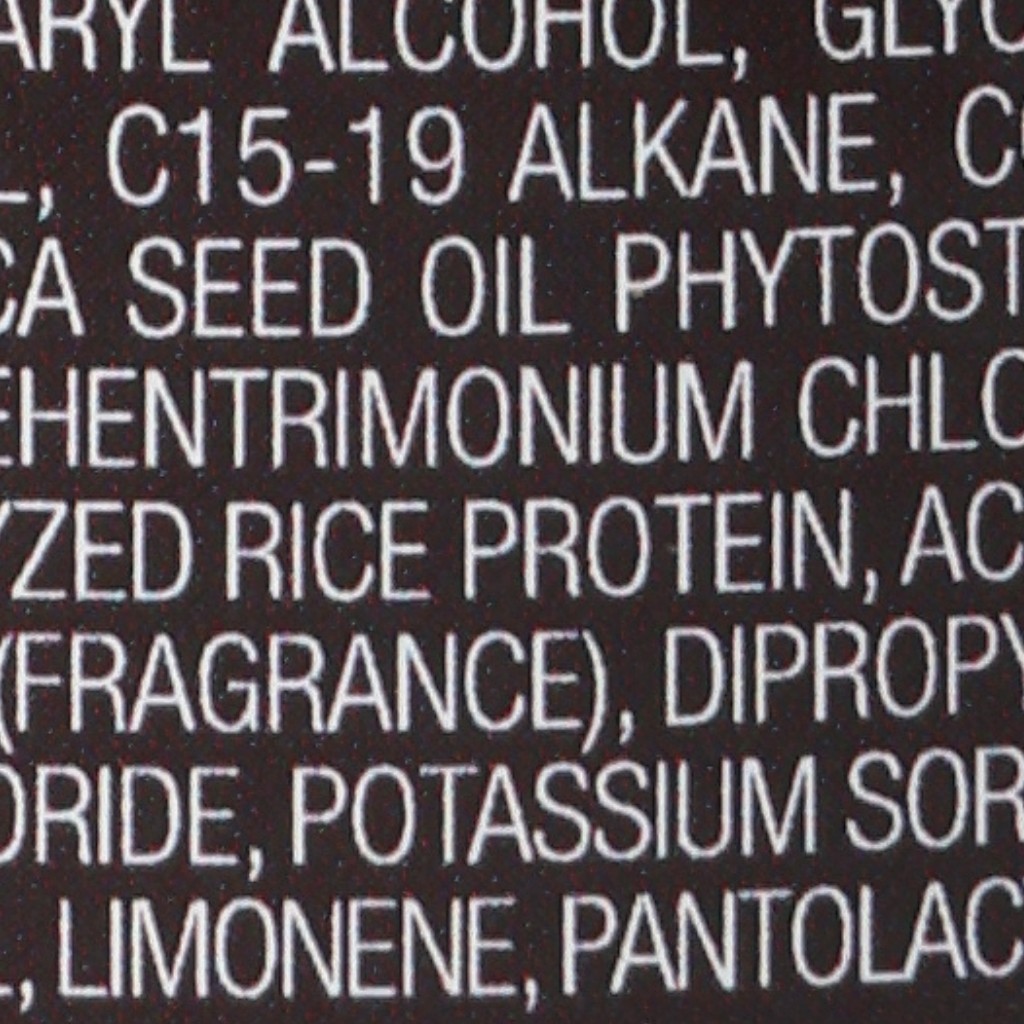 ARYL ALCOHOL, GLYC
L, C15-19 ALKANE, C
CA SEED OIL PHYTOST
EHENTRIMONIUM CHLO
YZED RICE PROTEIN, AC
(FRAGRANCE), DIPROPY
ORIDE, POTASSIUM SOR
, LIMONENE, PANTOLAC